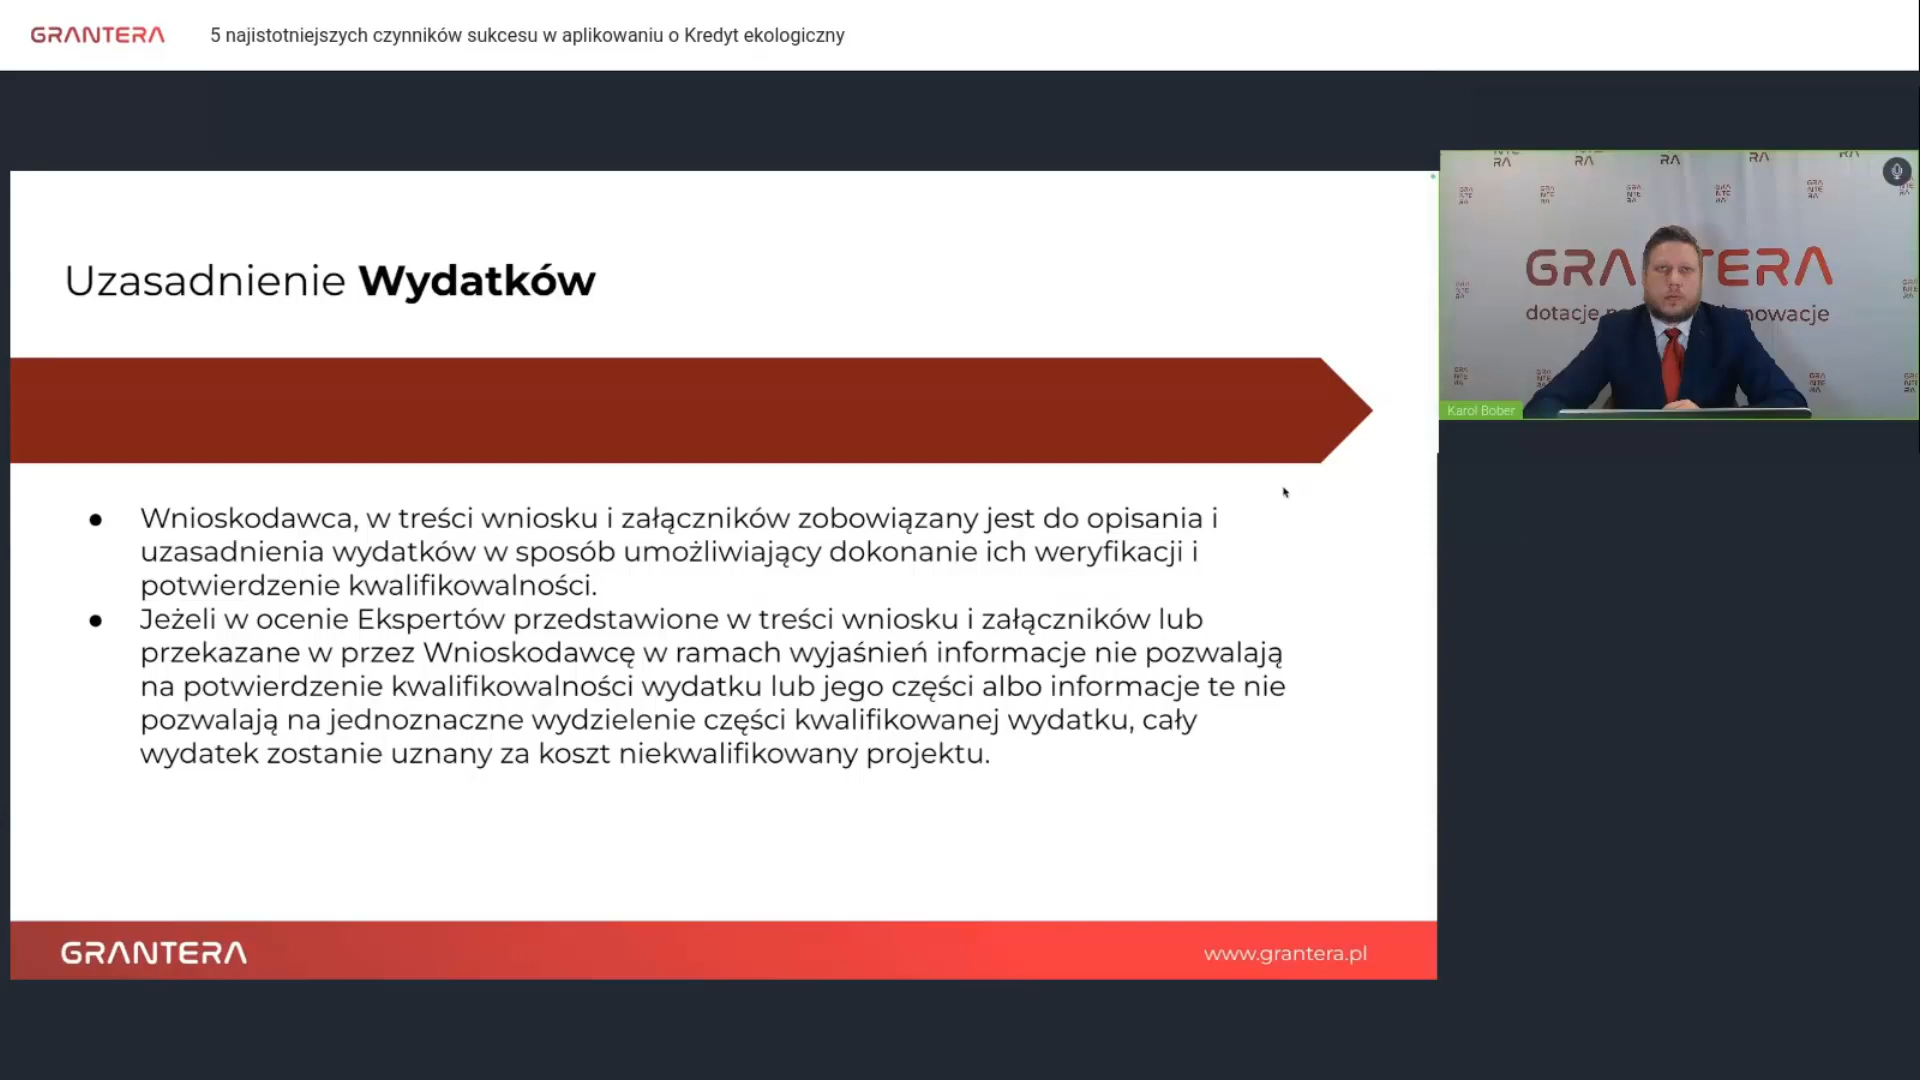 GRANTERA
5 najistotniejszych czynników sukcesu w aplikowaniu o Kredyt ekologiczny
Uzasadnienie Wydatków
● Wnioskodawca, w treści wniosku i załączników zobowiązany jest do opisania i
uzasadnienia wydatków w sposób umożliwiający dokonanie ich weryfikacji i
potwierdzenie kwalifikowalności.
● Jeżeli w ocenie Ekspertów przedstawione w treści wniosku i załączników lub
przekazane w przez Wnioskodawcę w ramach wyjaśnień informacje nie pozwalają
na potwierdzenie kwalifikowalności wydatku lub jego części albo informacje te nie
pozwalają na jednoznaczne wydzielenie części kwalifikowanej wydatku, cały
wydatek zostanie uznany za koszt niekwalifikowany projektu.
GRANTERA
www.grantera.pl
dotacje
Karol Bober